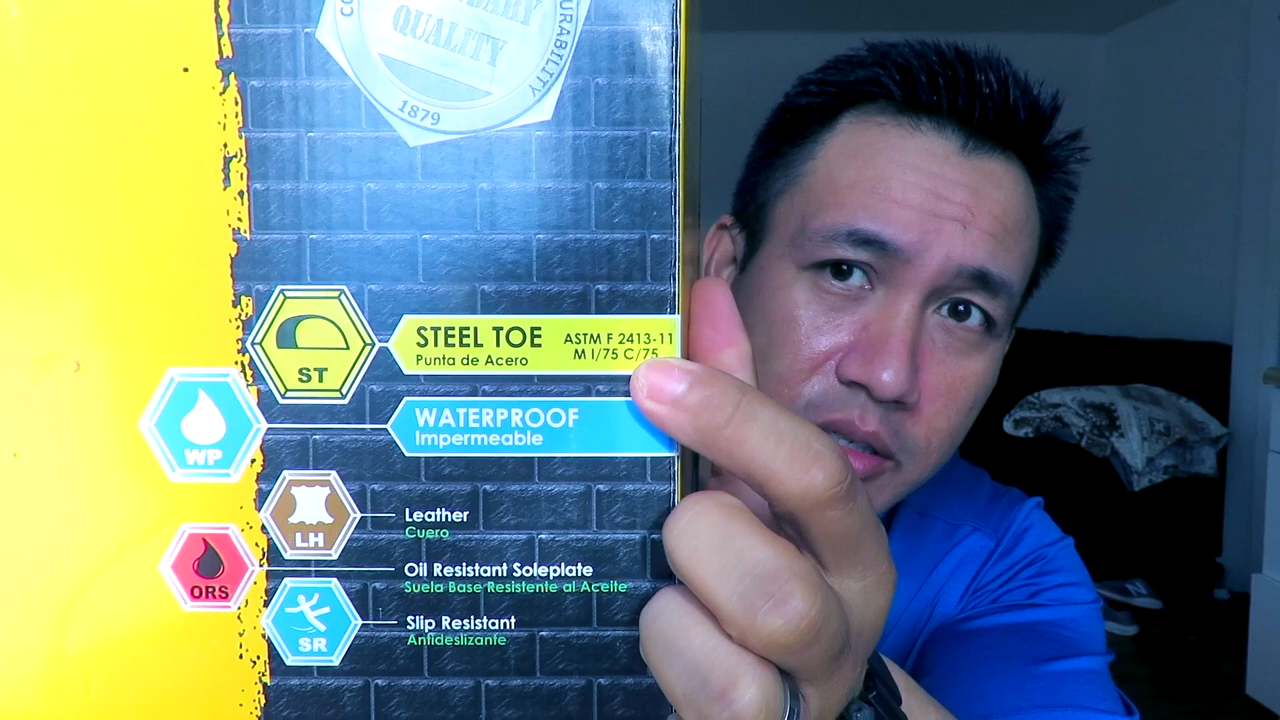 QUALITY
1879
STEEL TOE
Punta de Acero
ASTM F 2413-11
M I/75 C/75
ST
WATERPROOF
Impermeable
WP
Leather
Cuero
LH
Oil Resistant Soleplate
Suela Base Resistente al Aceite
ORS
Slip Resistant
Antideslizante
SR